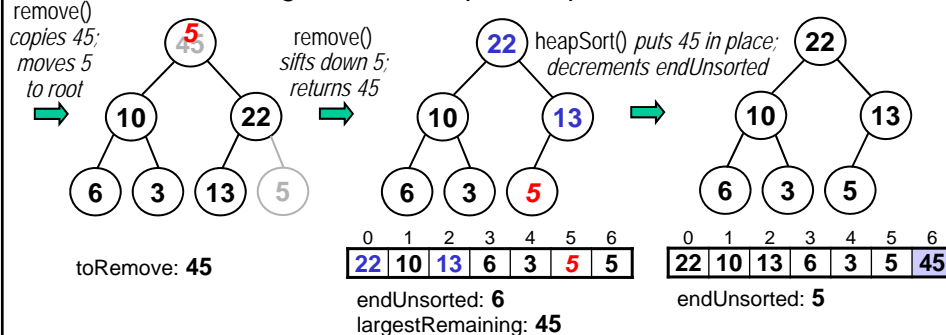 remove()
copies 45;
moves 5
to root
5
45
10
22
6
3
13
5
toRemove: 45
remove()
sifts down 5;
returns 45
22
10
13
6
3
5
0 1 2 3 4 5 6
22 10 13 6 3 5 5
endUnsorted: 6
largestRemaining: 45
heapSort() puts 45 in place;
decrements endUnsorted
22
10
13
6
3
5
0 1 2 3 4 5 6
22 10 13 6 3 5 45
endUnsorted: 5